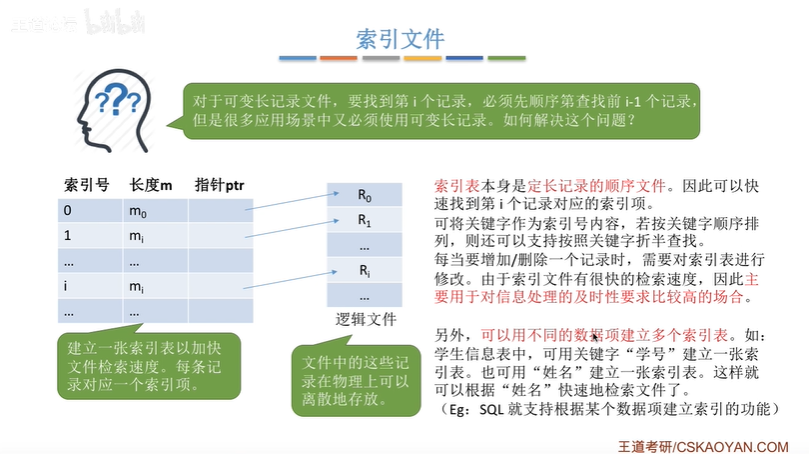 bilibili
索引文件
对于可变长记录文件，要找到第 i 个记录，必须先顺序第查找前 i-1 个记录，
但是很多应用场景中又必须使用可变长记录。如何解决这个问题？
索引号 长度m 指针ptr
0 m0
1 mi
... ...
i mi
... ...
R0
R1
...
Ri
...
逻辑文件
建立一张索引表以加快
文件检索速度。每条记
录对应一个索引项。
文件中的这些记
录在物理上可以
离散地存放。
索引表本身是定长记录的顺序文件。因此可以快
速找到第 i 个记录对应的索引项。
可将关键字作为索引号内容，若按关键字顺序排
列，则还可以支持按照关键字折半查找。
每当要增加/删除一个记录时，需要对索引表进行
修改。由于索引文件有很快的检索速度，因此主
要用于对信息处理的及时性要求比较高的场合。
另外，可以用不同的数据项建立多个索引表。如：
学生信息表中，可用关键字“学号”建立一张索
引表。也可用“姓名”建立一张索引表。这样就
可以根据“姓名”快速地检索文件了。
（Eg：SQL 就支持根据某个数据项建立索引的功能）
王道考研/CSKAOYAN.COM